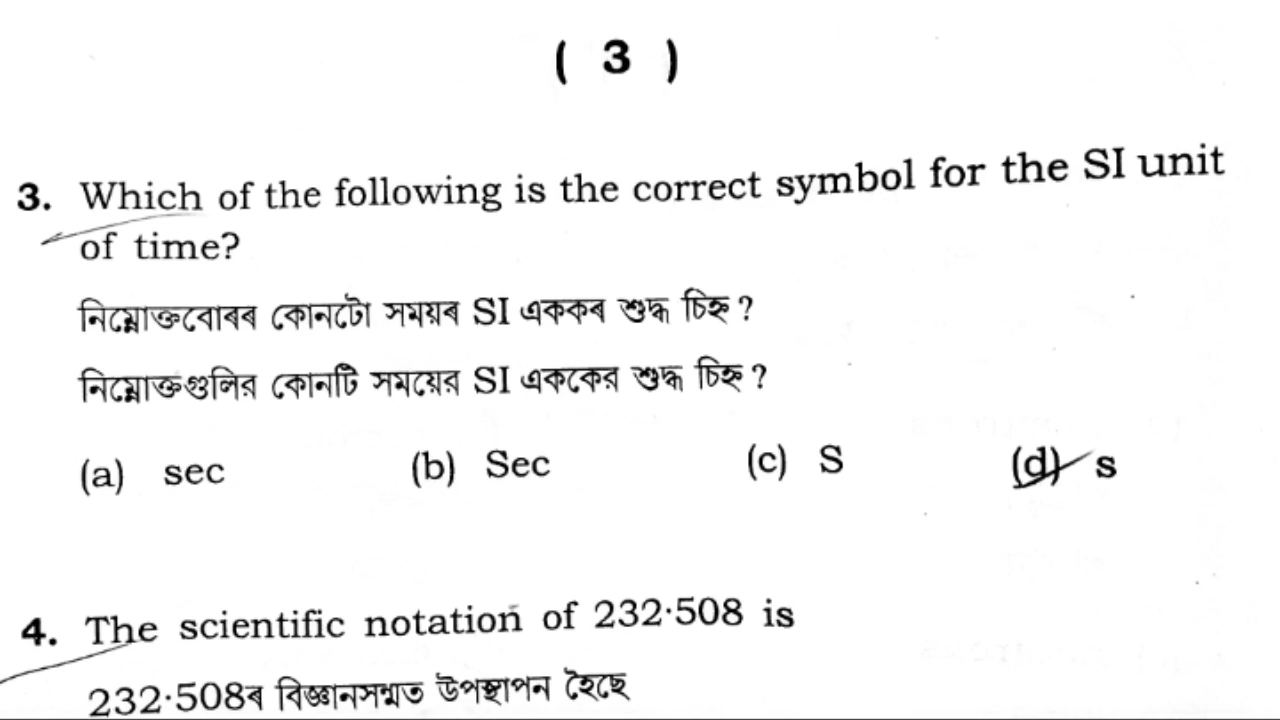 ( 3 )
3. Which of the following is the correct symbol for the SI unit
of time?
নিম্নোক্তবোৰৰ কোনটো সময়ৰ SI এককৰ শুদ্ধ চিহ্ন ?
নিম্নোক্তগুলির কোনটি সময়ের SI এককের শুদ্ধ চিহ্ন ?
(a) sec (b) Sec (c) S (d) s
4. The scientific notation of 232·508 is
232·508ৰ বিজ্ঞানসন্মত উপস্থাপন হৈছে